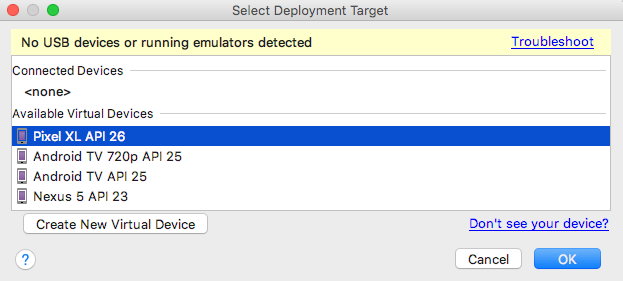 Select Deployment Target
No USB devices or running emulators detected Troubleshoot
Connected Devices
<none>
Available Virtual Devices
Pixel XL API 26
Android TV 720p API 25
Android TV API 25
Nexus 5 API 23
Create New Virtual Device Don't see your device?
? Cancel OK